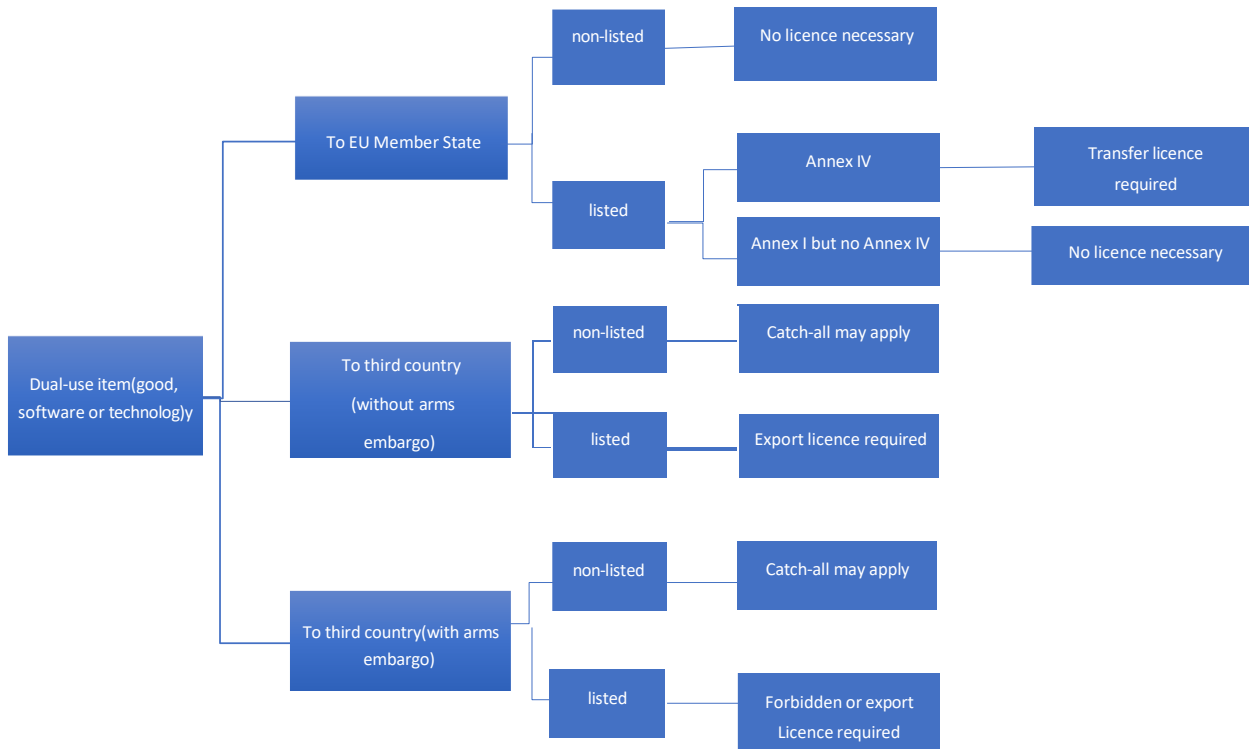 non-listed
No licence necessary
To EU Member State
Annex IV
Transfer licence
required
listed
Annex I but no Annex IV
No licence necessary
non-listed
Catch-all may apply
To third country
(without arms
embargo)
Dual-use item(good,
software or technolog)y
listed
Export licence required
non-listed
Catch-all may apply
To third country(with arms
embargo)
listed
Forbidden or export
Licence required